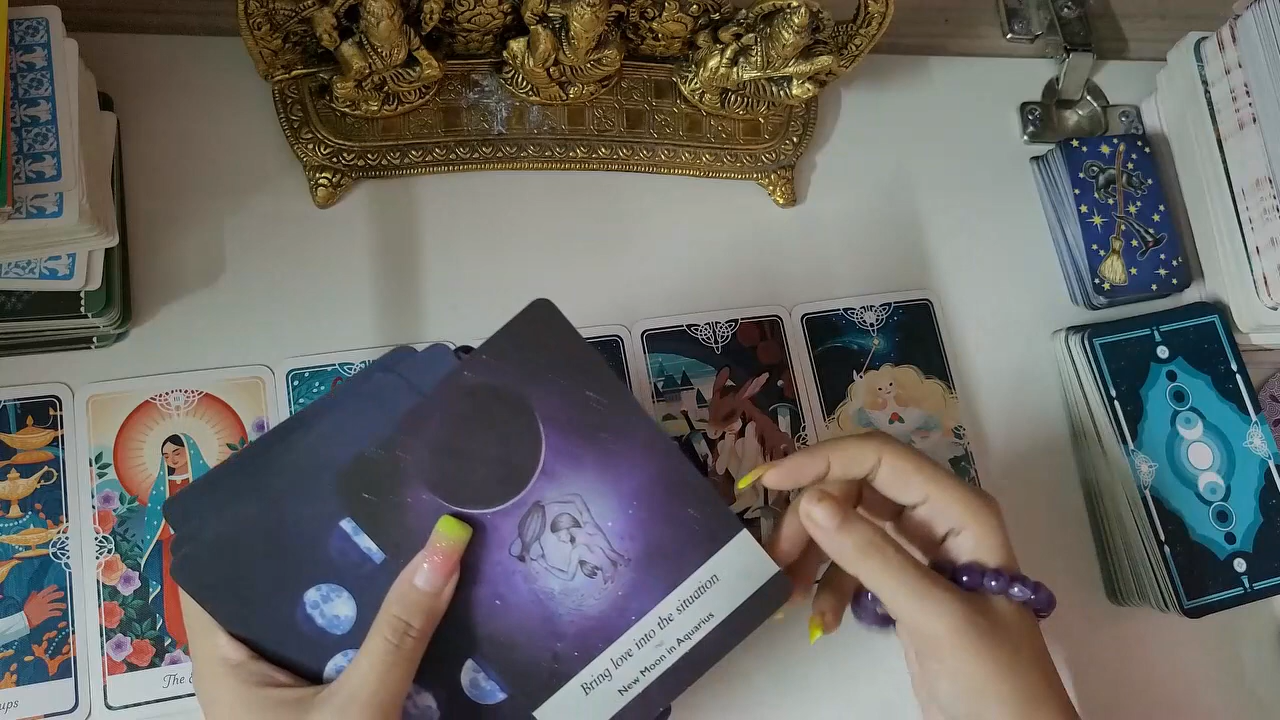 ups
The
Bring love into the situation
New Moon in Aquarius